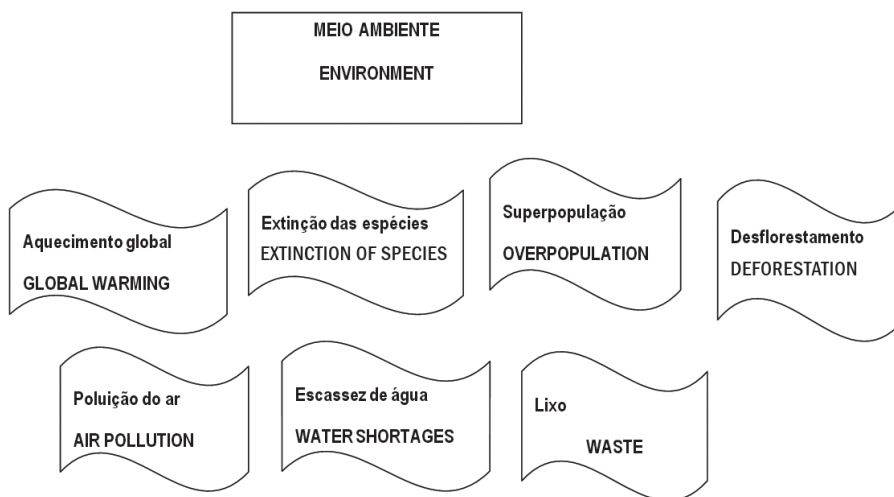 MEIO AMBIENTE
ENVIRONMENT
Aquecimento global
GLOBAL WARMING
Extinção das espécies
EXTINCTION OF SPECIES
Superpopulação
OVERPOPULATION
Desflorestamento
DEFORESTATION
Poluição do ar
AIR POLLUTION
Escassez de água
WATER SHORTAGES
Lixo
WASTE